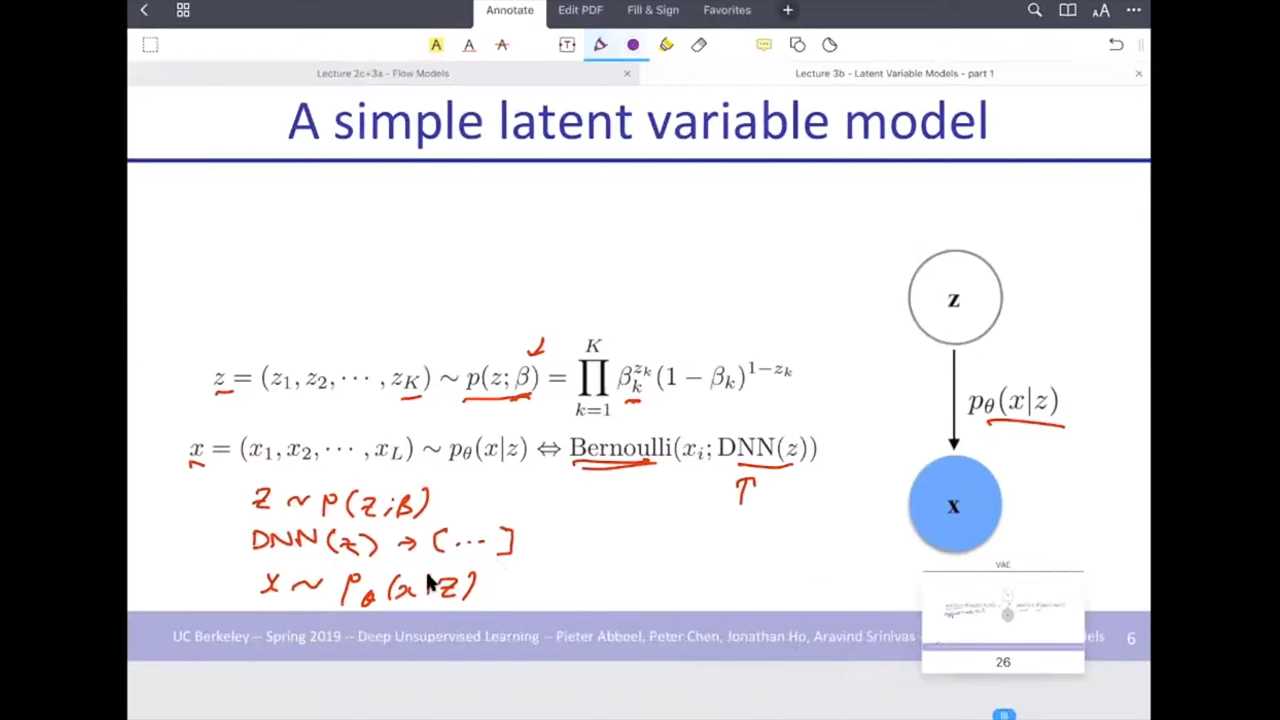 Annotate Edit PDF Fill & Sign Favorites
Lecture 2c+3a - Flow Models
Lecture 3b - Latent Variable Models - part 1
A simple latent variable model
z
z = (z_1, z_2, ⋯, z_K) ∼ p(z; β) = ∏_{k=1}^{K} β_k^{z_k}(1 − β_k)^{1−z_k}
p_θ(x|z)
x = (x_1, x_2, ⋯, x_L) ∼ p_θ(x|z) ⇔ Bernoulli(x_i; DNN(z))
z ~ p(z;β)
x
DNN(z) → [...]
VAE
x ~ p_θ(x|z)
UC Berkeley -- Spring 2019 -- Deep Unsupervised Learning -- Pieter Abbeel, Peter Chen, Jonathan Ho, Aravind Srinivas
6
26